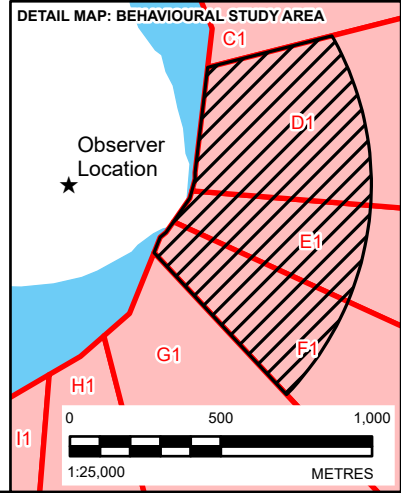 DETAIL MAP: BEHAVIOURAL STUDY AREA
C1
D1
Observer
Location
E1
F1
G1
H1
I1
0 500 1,000
1:25,000 METRES